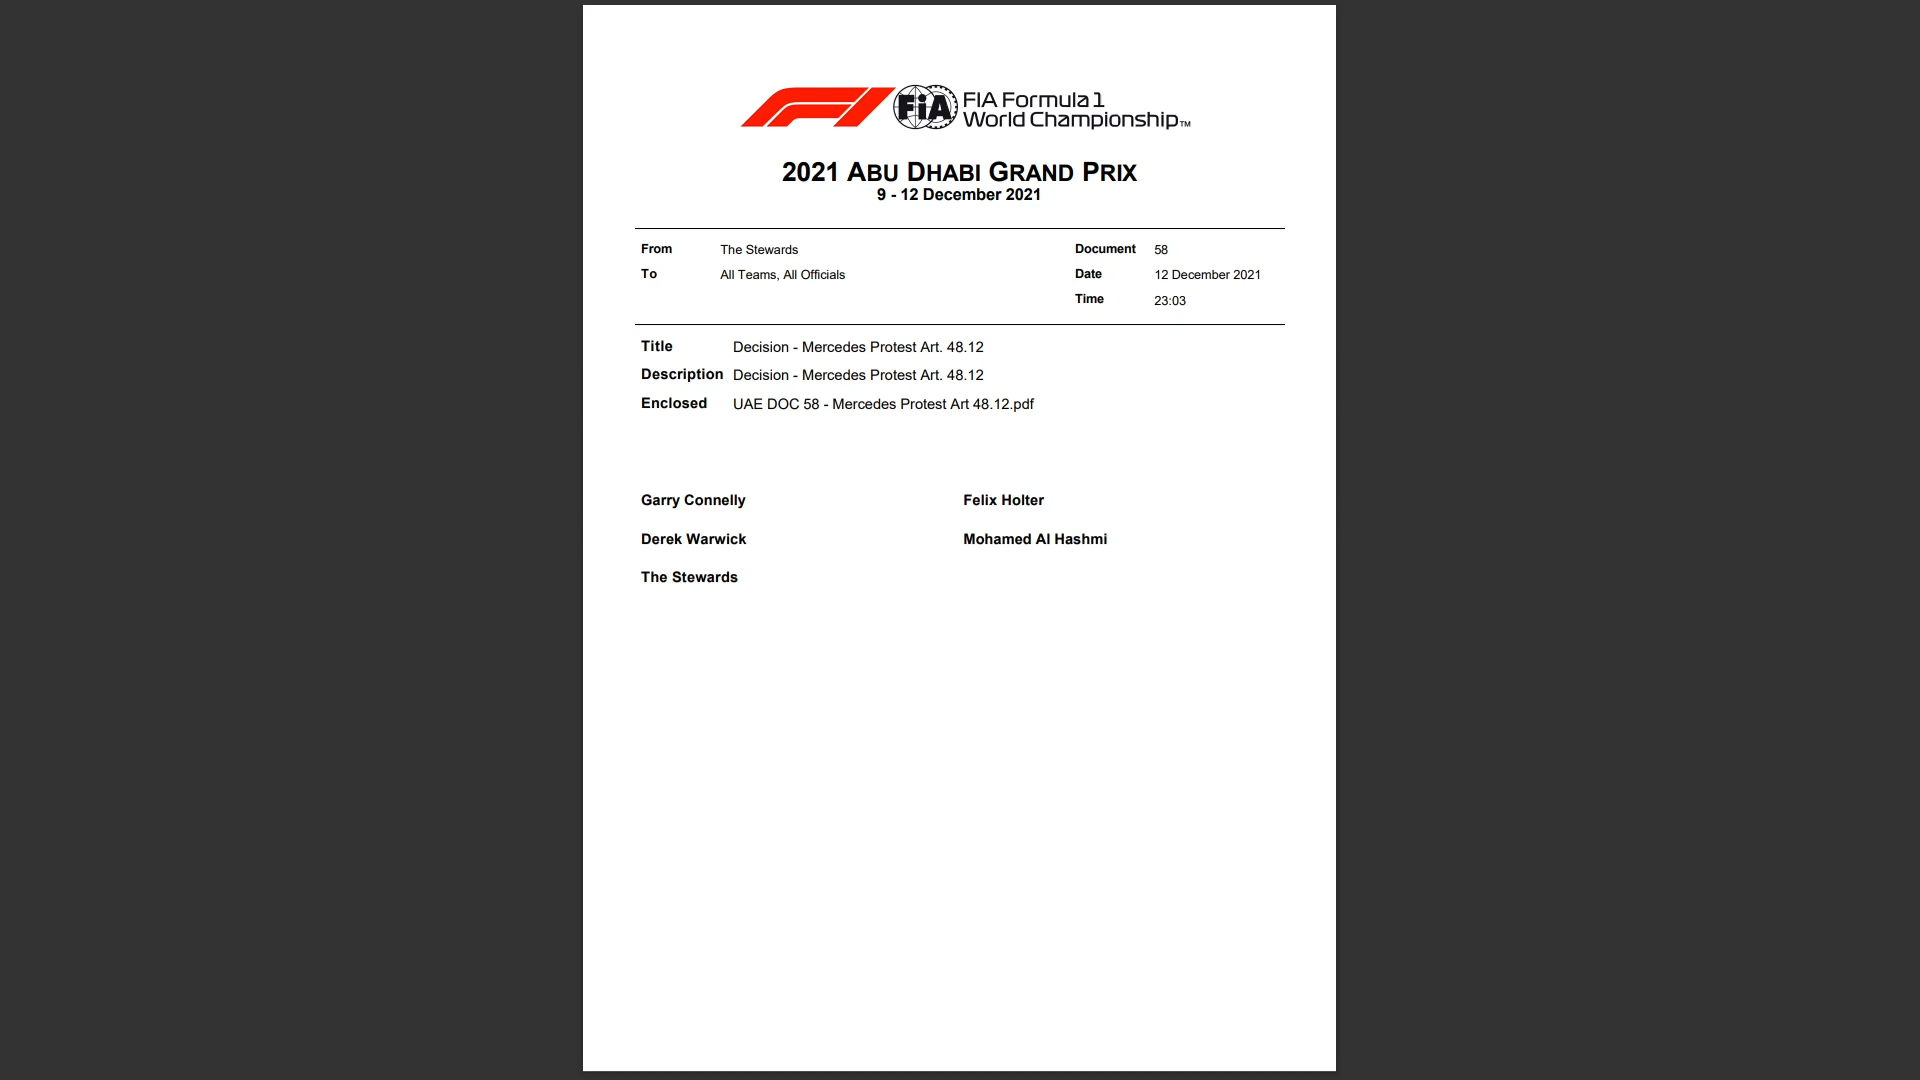 FIA FIA Formula 1
World Championship™
2021 ABU DHABI GRAND PRIX
9 - 12 December 2021
From The Stewards Document 58
To All Teams, All Officials Date 12 December 2021
Time 23:03
Title Decision - Mercedes Protest Art. 48.12
Description Decision - Mercedes Protest Art. 48.12
Enclosed UAE DOC 58 - Mercedes Protest Art 48.12.pdf
Garry Connelly Felix Holter
Derek Warwick Mohamed Al Hashmi
The Stewards